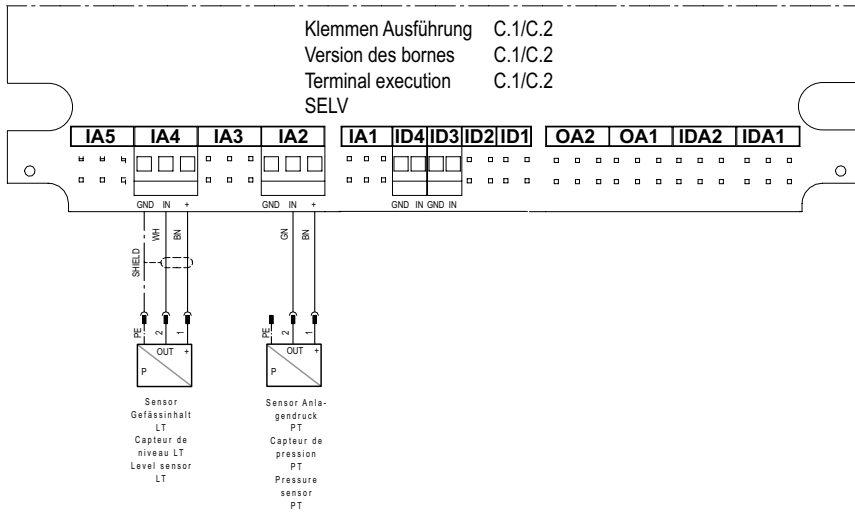 Klemmen Ausführung C.1/C.2
Version des bornes C.1/C.2
Terminal execution C.1/C.2
SELV
IA5 IA4 IA3 IA2 IA1 ID4 ID3 ID2 ID1 OA2 OA1 IDA2 IDA1
GND IN + GND IN + GND IN GND IN
SHIELD WH BN GN BN
PE 2 1 PE 2 1
OUT + OUT +
P P
Sensor
Gefässinhalt
LT
Capteur de
niveau LT
Level sensor
LT
Sensor Anla-
gendruck
PT
Capteur de
pression
PT
Pressure
sensor
PT